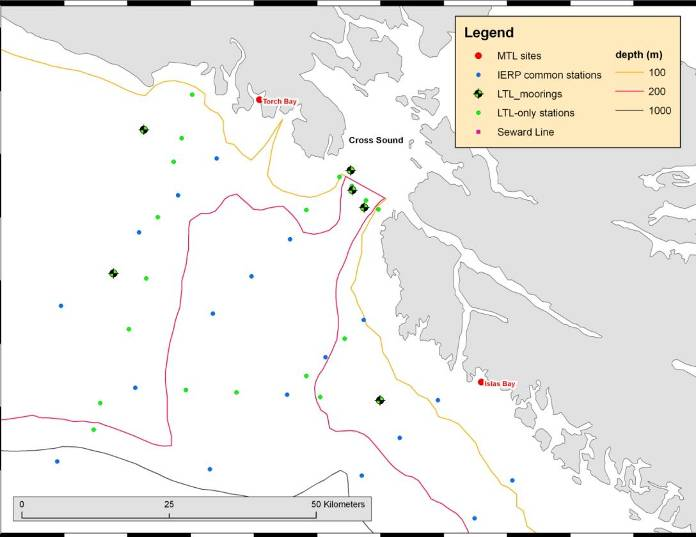 Legend
MTL sites
IERP common stations
LTL_moorings
LTL-only stations
Seward Line
depth (m)
100
200
1000
Torch Bay
Cross Sound
Islas Bay
0 25 50 Kilometers